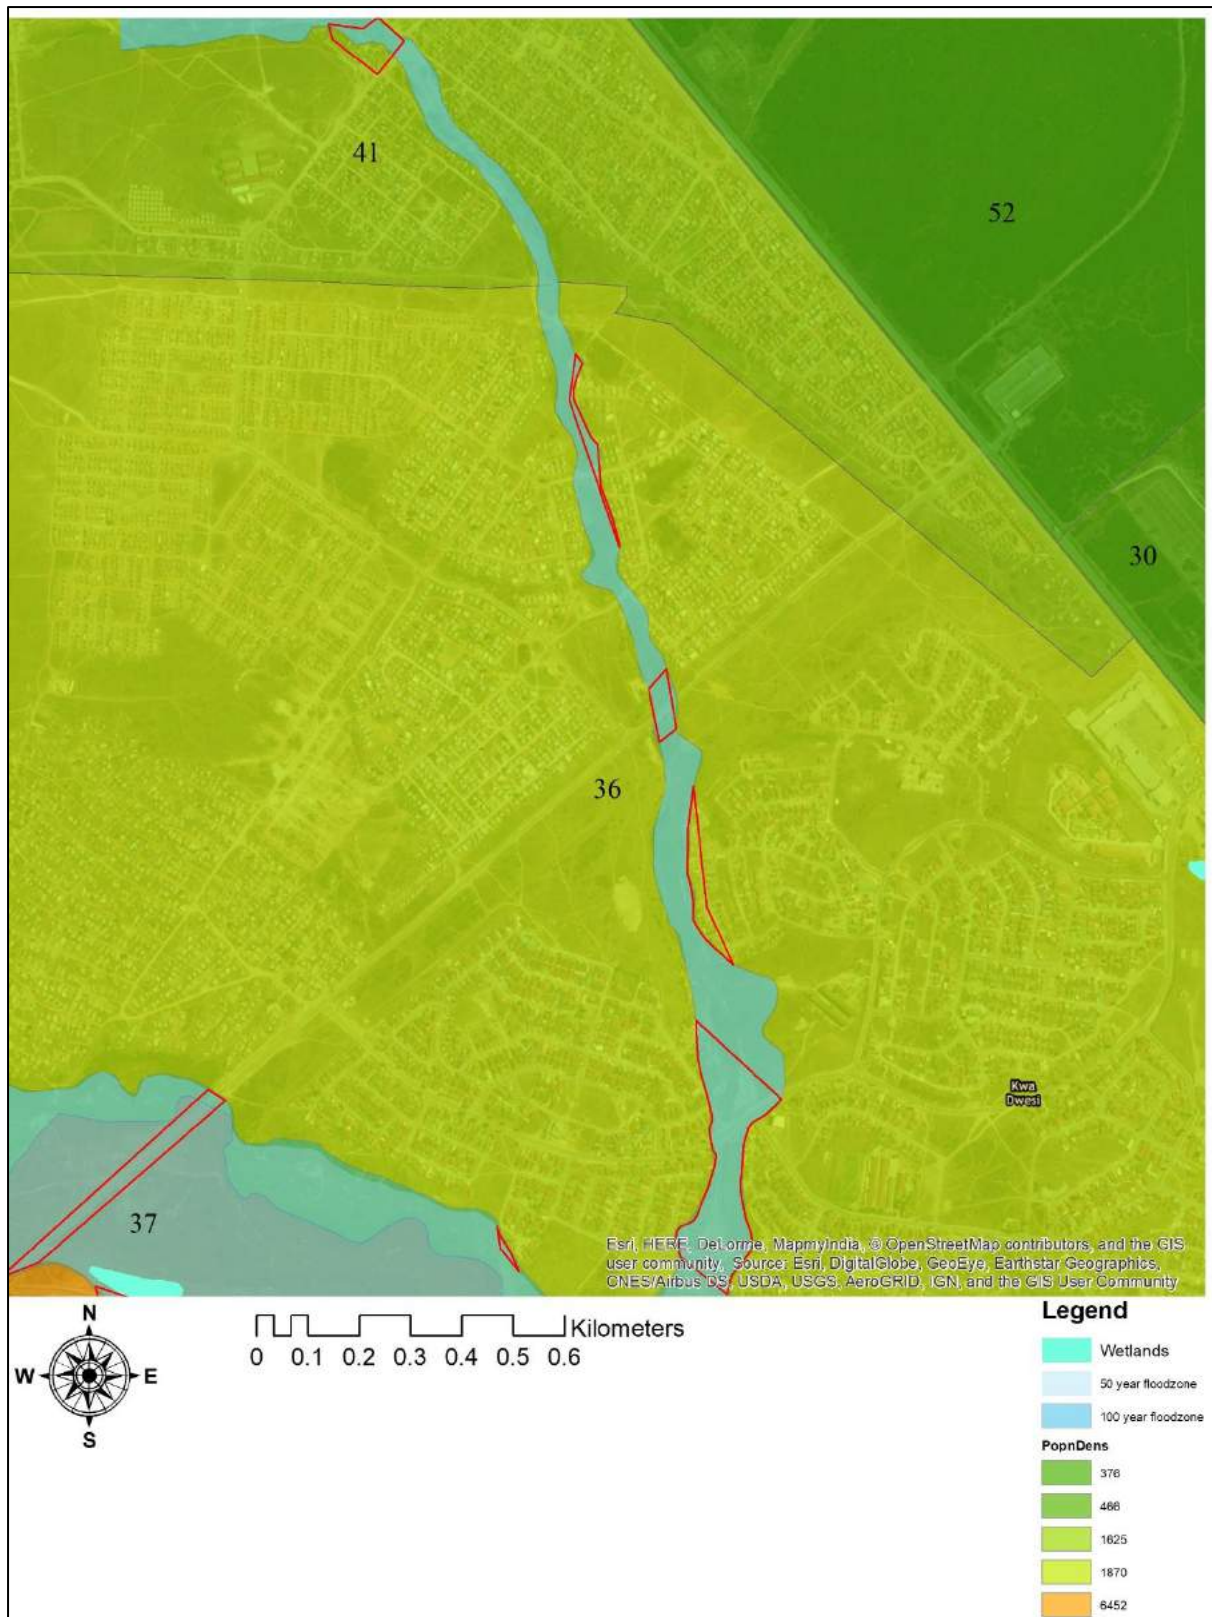 41
52
30
36
Kwa
Dwesi
37
Esri, HERE, DeLorme, MapmyIndia, © OpenStreetMap contributors, and the GIS
user community, Source: Esri, DigitalGlobe, GeoEye, Earthstar Geographics,
CNES/Airbus DS, USDA, USGS, AeroGRID, IGN, and the GIS User Community
N
W
E
S
Kilometers
0 0.1 0.2 0.3 0.4 0.5 0.6
Legend
Wetlands
50 year floodzone
100 year floodzone
PopnDens
376
466
1625
1870
6452